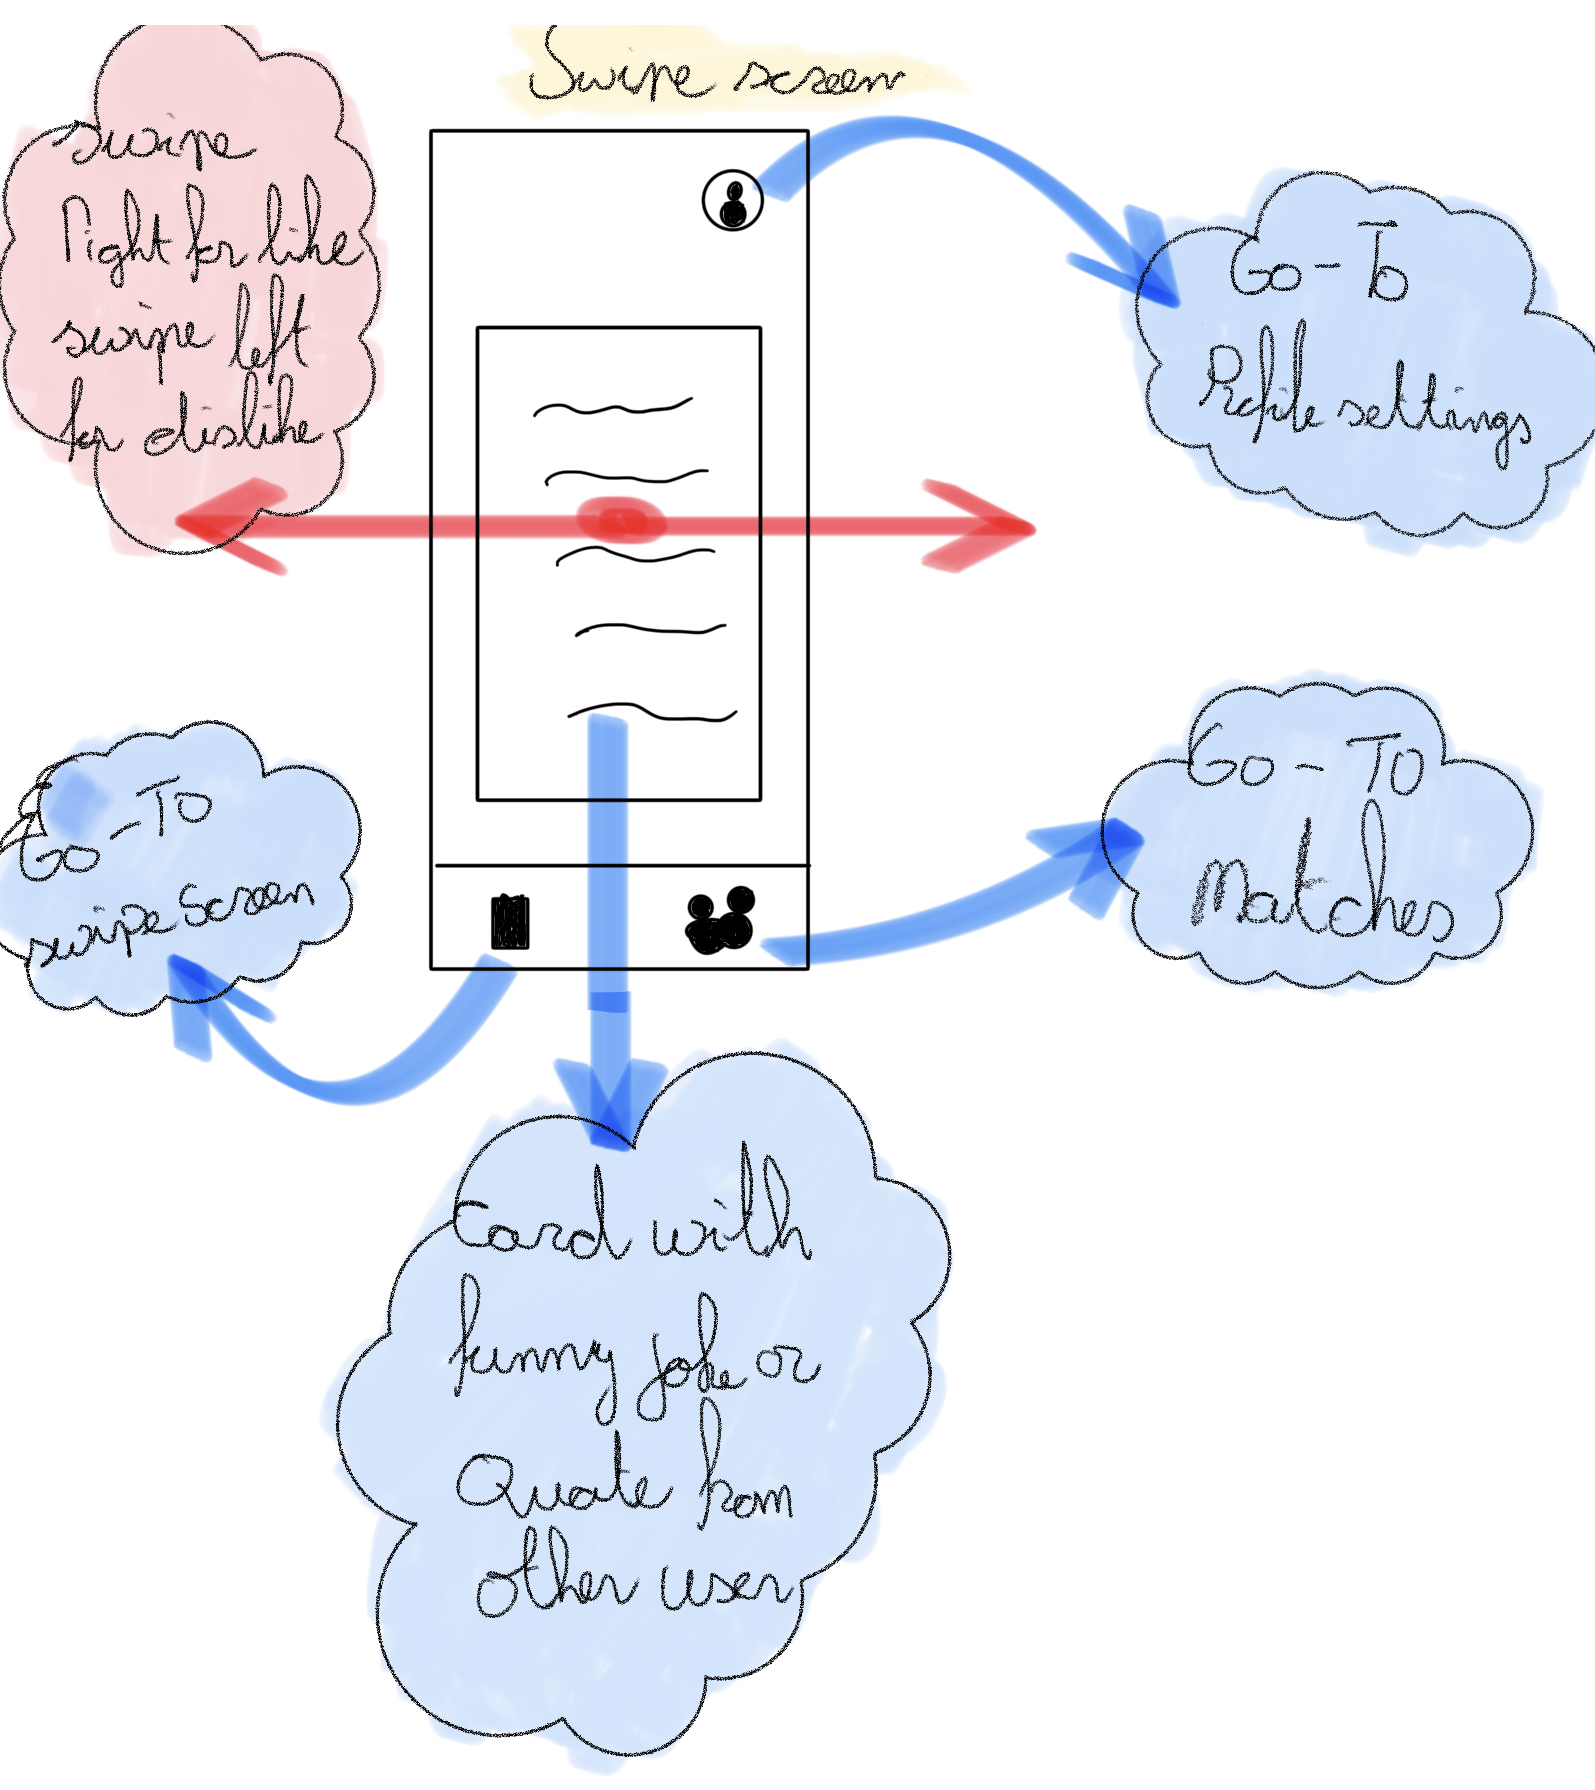 Swipe screen
swipe
right for like
swipe left
for dislike
Go-To
Profile settings
Go-To
swipe Screen
Go-To
Matches
Card with
funny joke or
Quote from
other user